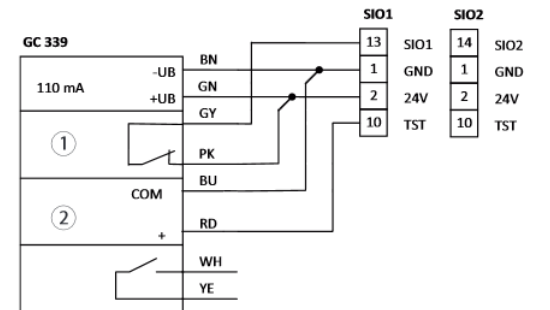 SIO1 SIO2
GC 339
13 SIO1 14 SIO2
BN
-UB 1 GND 1 GND
110 mA
GN
+UB 2 24V 2 24V
GY
10 TST 10 TST
1
PK
BU
COM
2
RD
+
WH
YE